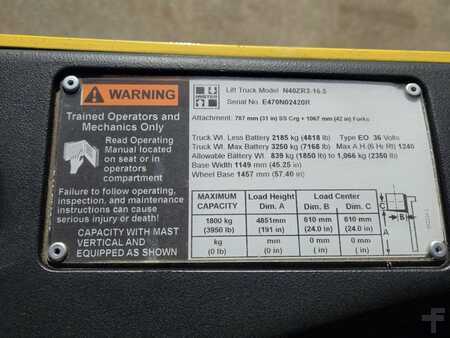 WARNING
Trained Operators and
Mechanics Only
Read Operating
Manual located
on seat or in
operators
compartment
Failure to follow operating,
inspection, and maintenance
instructions can cause
serious injury or death!
CAPACITY WITH MAST
VERTICAL AND
EQUIPPED AS SHOWN
HYSTER
Lift Truck Model N40ZR3-16.5
Serial No. E470N02420R
Attachment: 787 mm (31 in) SS Crg + 1067 mm (42 in) Forks
Truck Wt. Less Battery 2185 kg (4818 lb) Type EO 36 Volts
Truck Wt. Max Battery 3250 kg (7168 lb) Max A.H.(6 Hr Rt) 1240
Allowable Battery Wt. 839 kg (1850 lb) to 1,066 kg (2350 lb)
Base Width 1149 mm (45.25 in)
Wheel Base 1457 mm (57.40 in)
MAXIMUM CAPACITY Load Height Dim. A Load Center Dim. B Dim. C
1800 kg (3950 lb) 4851mm (191 in) 610 mm (24.0 in) 610 mm (24.0 in)
kg (0 lb) mm (0 in) 0 mm ( in) 0 mm ( in)
C
B
A